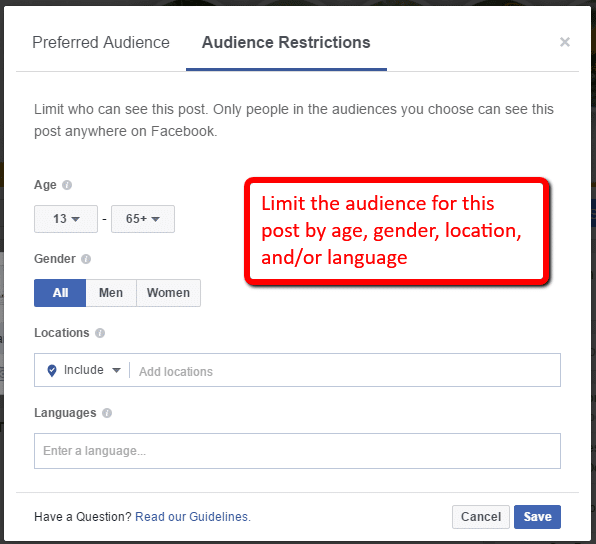 Preferred Audience
Audience Restrictions
×
Limit who can see this post. Only people in the audiences you choose can see this
post anywhere on Facebook.
Age
13 - 65+
Limit the audience for this
post by age, gender, location,
and/or language
Gender
All Men Women
Locations
Include Add locations
Languages
Enter a language...
Have a Question? Read our Guidelines.
Cancel Save